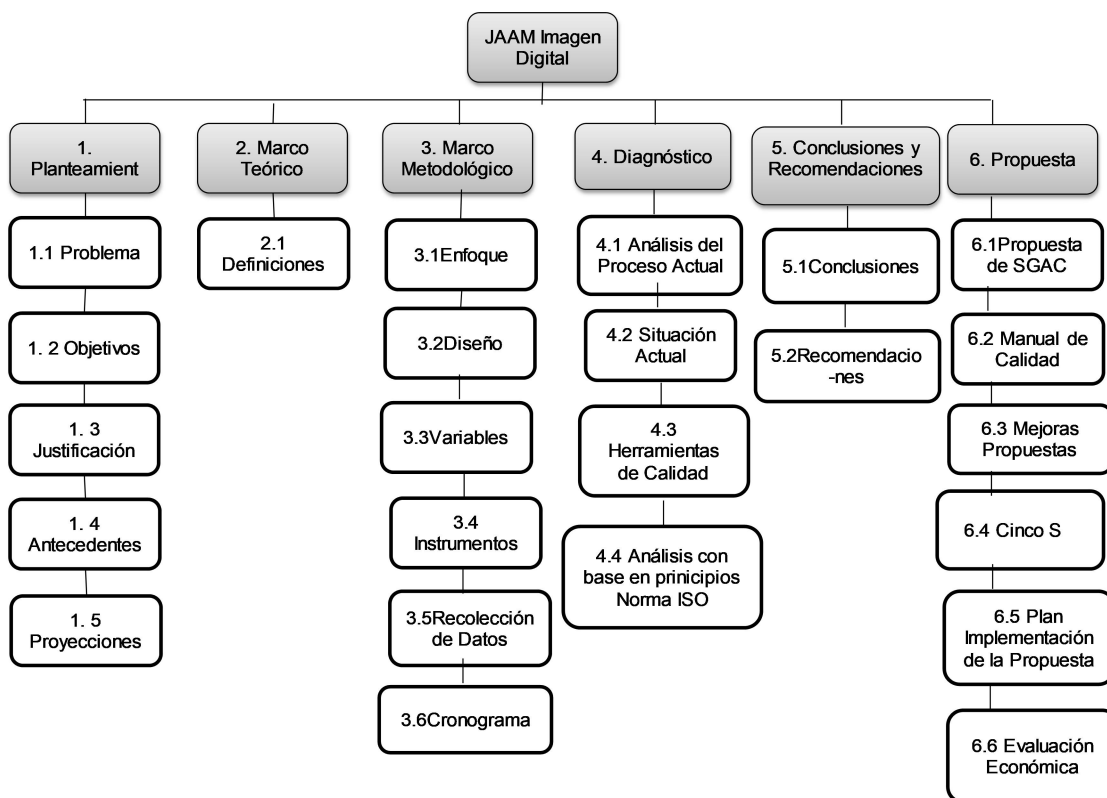 JAAM Imagen
Digital
1.
Planteamient
2. Marco
Teórico
3. Marco
Metodológico
4. Diagnóstico
5. Conclusiones y
Recomendaciones
6. Propuesta
1.1 Problema
1. 2 Objetivos
1. 3
Justificación
1. 4
Antecedentes
1. 5
Proyecciones
2.1
Definiciones
3.1Enfoque
3.2Diseño
3.3Variables
3.4
Instrumentos
3.5Recolección
de Datos
3.6Cronograma
4.1 Análisis del
Proceso Actual
4.2 Situación
Actual
4.3
Herramientas
de Calidad
4.4 Análisis con
base en prinicipios
Norma ISO
5.1Conclusiones
5.2Recomendacio
-nes
6.1Propuesta
de SGAC
6.2 Manual de
Calidad
6.3 Mejoras
Propuestas
6.4 Cinco S
6.5 Plan
Implementación
de la Propuesta
6.6 Evaluación
Económica